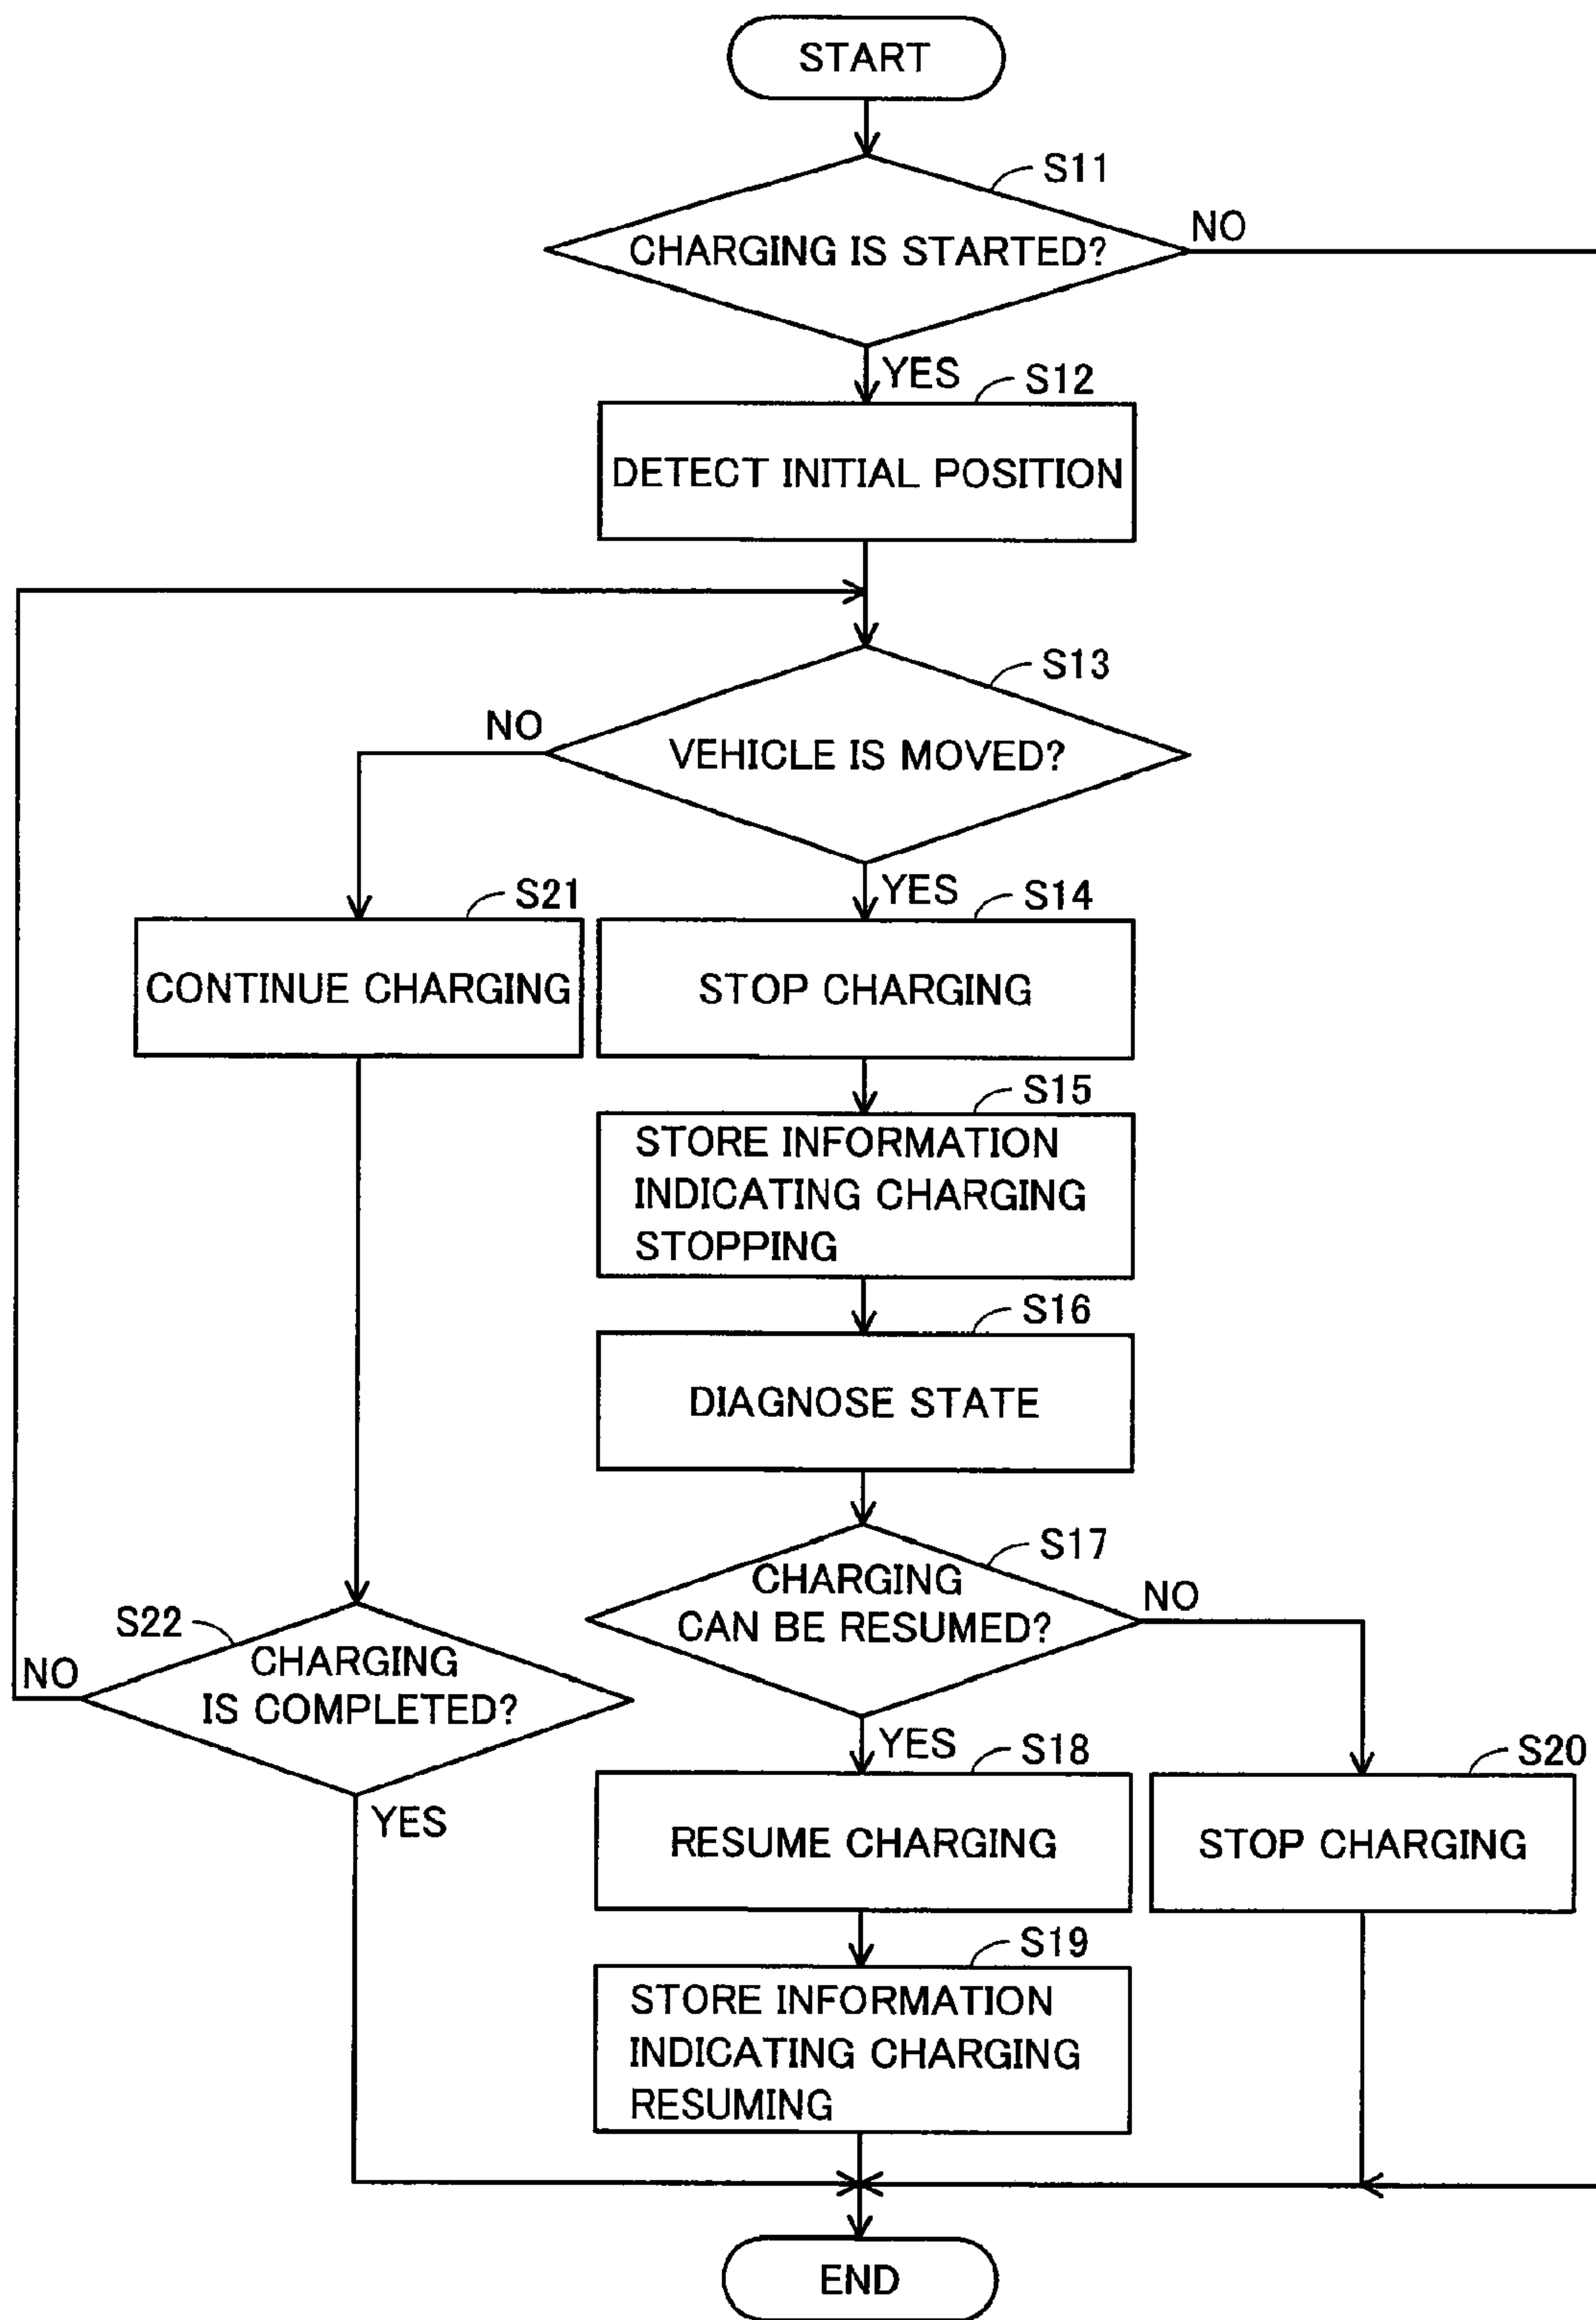 START
S11
CHARGING IS STARTED?
NO
YES
S12
DETECT INITIAL POSITION
S13
NO
VEHICLE IS MOVED?
YES
S21
S14
CONTINUE CHARGING
STOP CHARGING
S15
STORE INFORMATION
INDICATING CHARGING
STOPPING
S16
DIAGNOSE STATE
S17
CHARGING
CAN BE RESUMED?
NO
S22
CHARGING
IS COMPLETED?
NO
YES
YES
S18
S20
RESUME CHARGING
STOP CHARGING
S19
STORE INFORMATION
INDICATING CHARGING
RESUMING
END